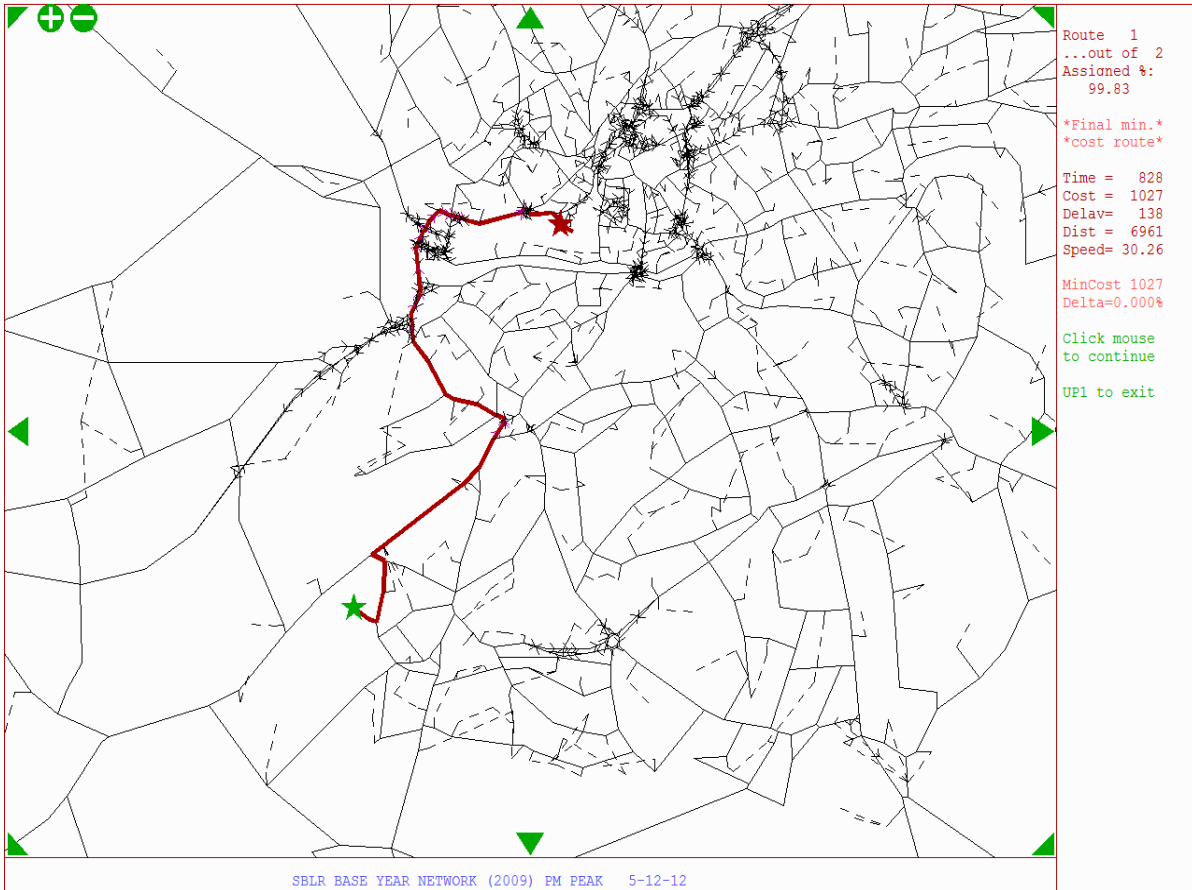 Route 1
...out of 2
Assigned %:
99.83
*Final min.*
*cost route*
Time = 828
Cost = 1027
Delay= 138
Dist = 6961
Speed= 30.26
MinCost 1027
Delta=0.000%
Click mouse
to continue
UP1 to exit
SBLR BASE YEAR NETWORK (2009) PM PEAK 5-12-12